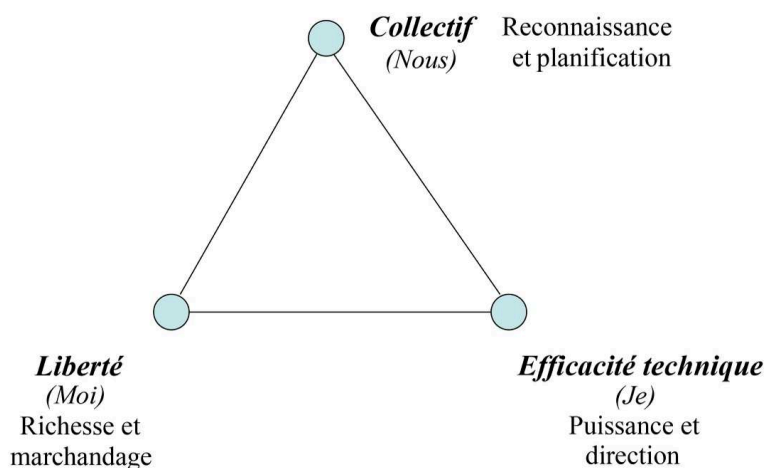 Collectif Reconnaissance
(Nous) et planification
Liberté
(Moi)
Richesse et
marchandage
Efficacité technique
(Je)
Puissance et
direction